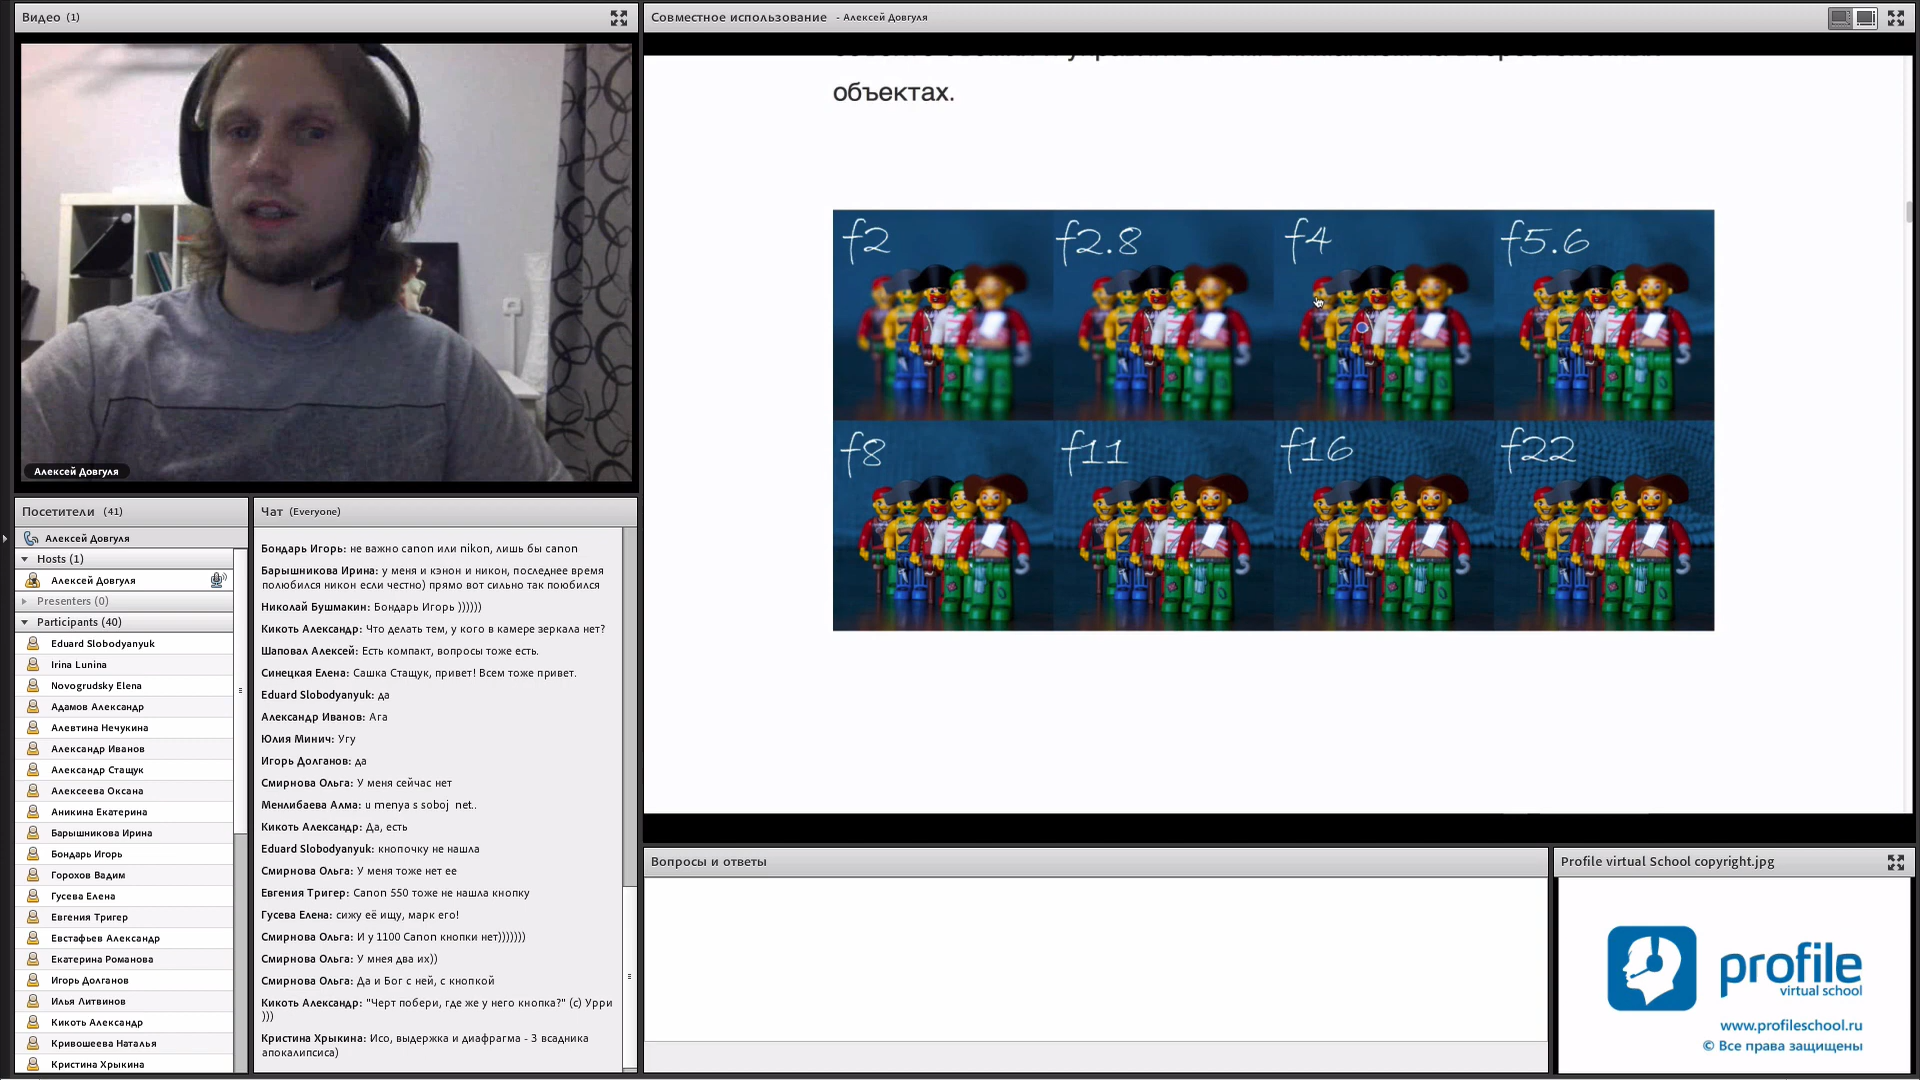 Видео (1)
Алексей Довгуля
Посетители (41)
Алексей Довгуля
Hosts (1)
Алексей Довгуля
Presenters (0)
Participants (40)
Eduard Slobodyanyuk
Irina Lunina
Novogrudsky Elena
Адамов Александр
Алевтина Нечукина
Александр Иванов
Александр Стащук
Алексеева Оксана
Аникина Екатерина
Барышникова Ирина
Бондарь Игорь
Горохов Вадим
Гусева Елена
Евгения Тригер
Евстафьев Александр
Екатерина Романова
Игорь Долганов
Илья Литвинов
Кикоть Александр
Кривошеева Наталья
Кристина Хрыкина
Чат (Everyone)
Бондарь Игорь: не важно canon или nikon, лишь бы canon
Барышникова Ирина: у меня и кэнон и никон, последнее время
полюбился никон если честно) прямо вот сильно так поюбился
Николай Бушмакин: Бондарь Игорь ))))))
Кикоть Александр: Что делать тем, у кого в камере зеркала нет?
Шаповал Алексей: Есть компакт, вопросы тоже есть.
Синецкая Елена: Сашка Стащук, привет! Всем тоже привет.
Eduard Slobodyanyuk: да
Александр Иванов: Ага
Юлия Минич: Угу
Игорь Долганов: да
Смирнова Ольга: У меня сейчас нет
Менлибаева Алма: u menya s soboj net..
Кикоть Александр: Да, есть
Eduard Slobodyanyuk: кнопочку не нашла
Смирнова Ольга: У меня тоже нет ее
Евгения Тригер: Canon 550 тоже не нашла кнопку
Гусева Елена: сижу её ищу, марк его!
Смирнова Ольга: И у 1100 Canon кнопки нет)))))))
Смирнова Ольга: У мнея два их))
Смирнова Ольга: Да и Бог с ней, с кнопкой
Кикоть Александр: "Черт побери, где же у него кнопка?" (с) Урри
)))
Кристина Хрыкина: Исо, выдержка и диафрагма - 3 всадника
апокалипсиса)
Совместное использование - Алексей Довгуля
объектах.
f2 f2.8 f4 f5.6
f8 f11 f16 f22
Вопросы и ответы
Profile virtual School copyright.jpg
profile
virtual school
www.profileschool.ru
© Все права защищены